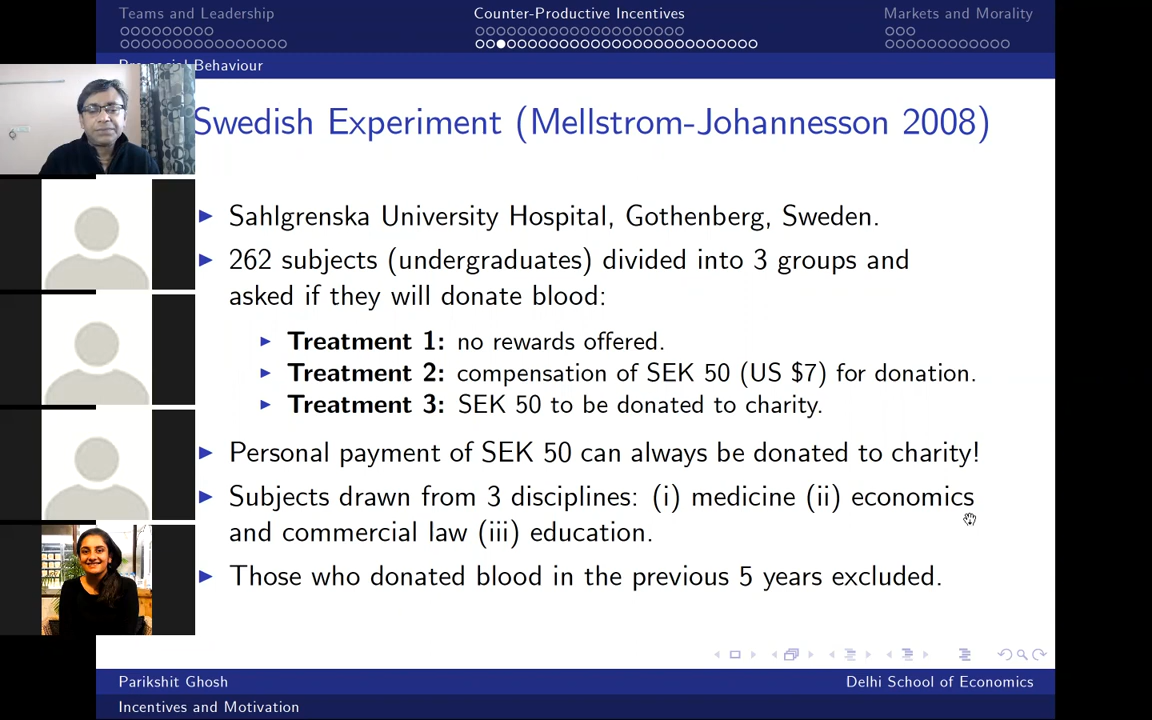 Teams and Leadership
Counter-Productive Incentives
Markets and Morality
Behaviour
Swedish Experiment (Mellstrom-Johannesson 2008)
Sahlgrenska University Hospital, Gothenberg, Sweden.
262 subjects (undergraduates) divided into 3 groups and
asked if they will donate blood:
Treatment 1: no rewards offered.
Treatment 2: compensation of SEK 50 (US $7) for donation.
Treatment 3: SEK 50 to be donated to charity.
Personal payment of SEK 50 can always be donated to charity!
Subjects drawn from 3 disciplines: (i) medicine (ii) economics
and commercial law (iii) education.
Those who donated blood in the previous 5 years excluded.
Parikshit Ghosh
Delhi School of Economics
Incentives and Motivation